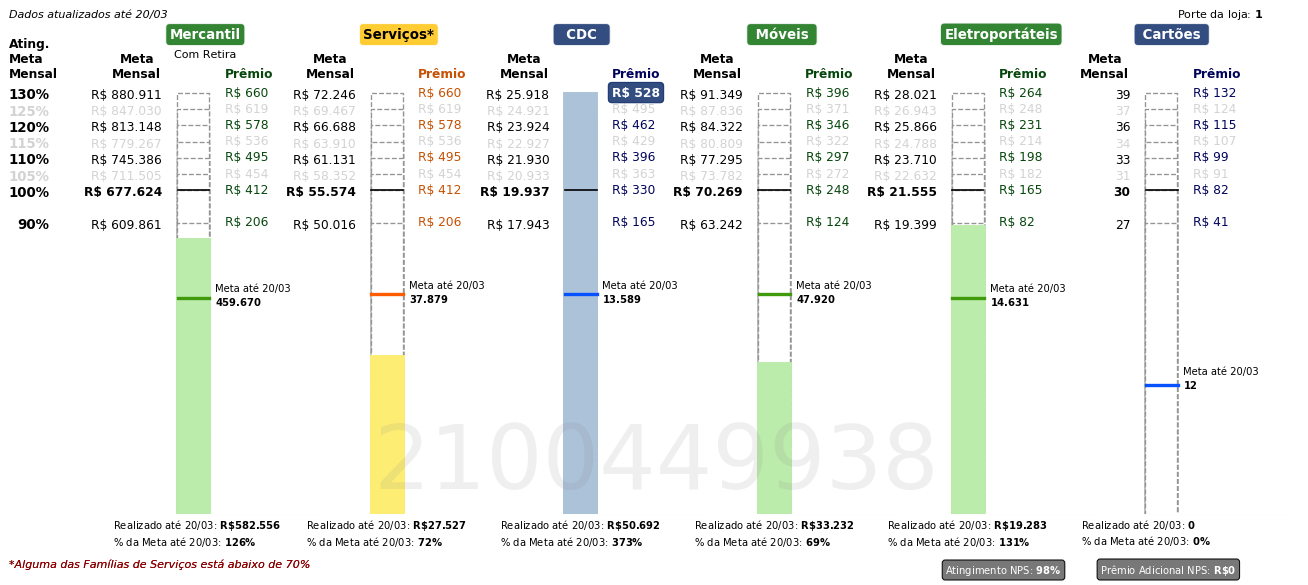 Dados atualizados até 20/03
Porte da loja: 1
Mercantil Serviços* CDC Móveis Eletroportáteis Cartões
Com Retira
Ating. Meta Mensal
Meta Mensal Prêmio Meta Mensal Prêmio Meta Mensal Prêmio Meta Mensal Prêmio Meta Mensal Prêmio Meta Mensal Prêmio
130% R$ 880.911 R$ 660 R$ 72.246 R$ 660 R$ 25.918 R$ 528 R$ 91.349 R$ 396 R$ 28.021 R$ 264 39 R$ 132
125% R$ 847.030 R$ 619 R$ 69.467 R$ 619 R$ 24.921 R$ 495 R$ 87.836 R$ 371 R$ 26.943 R$ 248 37 R$ 124
120% R$ 813.148 R$ 578 R$ 66.688 R$ 578 R$ 23.924 R$ 462 R$ 84.322 R$ 346 R$ 25.866 R$ 231 36 R$ 115
115% R$ 779.267 R$ 536 R$ 63.910 R$ 536 R$ 22.927 R$ 429 R$ 80.809 R$ 322 R$ 24.788 R$ 214 34 R$ 107
110% R$ 745.386 R$ 495 R$ 61.131 R$ 495 R$ 21.930 R$ 396 R$ 77.295 R$ 297 R$ 23.710 R$ 198 33 R$ 99
105% R$ 711.505 R$ 454 R$ 58.352 R$ 454 R$ 20.933 R$ 363 R$ 73.782 R$ 272 R$ 22.632 R$ 182 31 R$ 91
100% R$ 677.624 R$ 412 R$ 55.574 R$ 412 R$ 19.937 R$ 330 R$ 70.269 R$ 248 R$ 21.555 R$ 165 30 R$ 82
90% R$ 609.861 R$ 206 R$ 50.016 R$ 206 R$ 17.943 R$ 165 R$ 63.242 R$ 124 R$ 19.399 R$ 82 27 R$ 41
Meta até 20/03 Meta até 20/03 Meta até 20/03 Meta até 20/03 Meta até 20/03
459.670 37.879 13.589 47.920 14.631
Meta até 20/03
12
2100449938
Realizado até 20/03: R$582.556 Realizado até 20/03: R$27.527 Realizado até 20/03: R$50.692 Realizado até 20/03: R$33.232 Realizado até 20/03: R$19.283 Realizado até 20/03: 0
% da Meta até 20/03: 126% % da Meta até 20/03: 72% % da Meta até 20/03: 373% % da Meta até 20/03: 69% % da Meta até 20/03: 131% % da Meta até 20/03: 0%
*Alguma das Famílias de Serviços está abaixo de 70%
Atingimento NPS: 98% Prêmio Adicional NPS: R$0